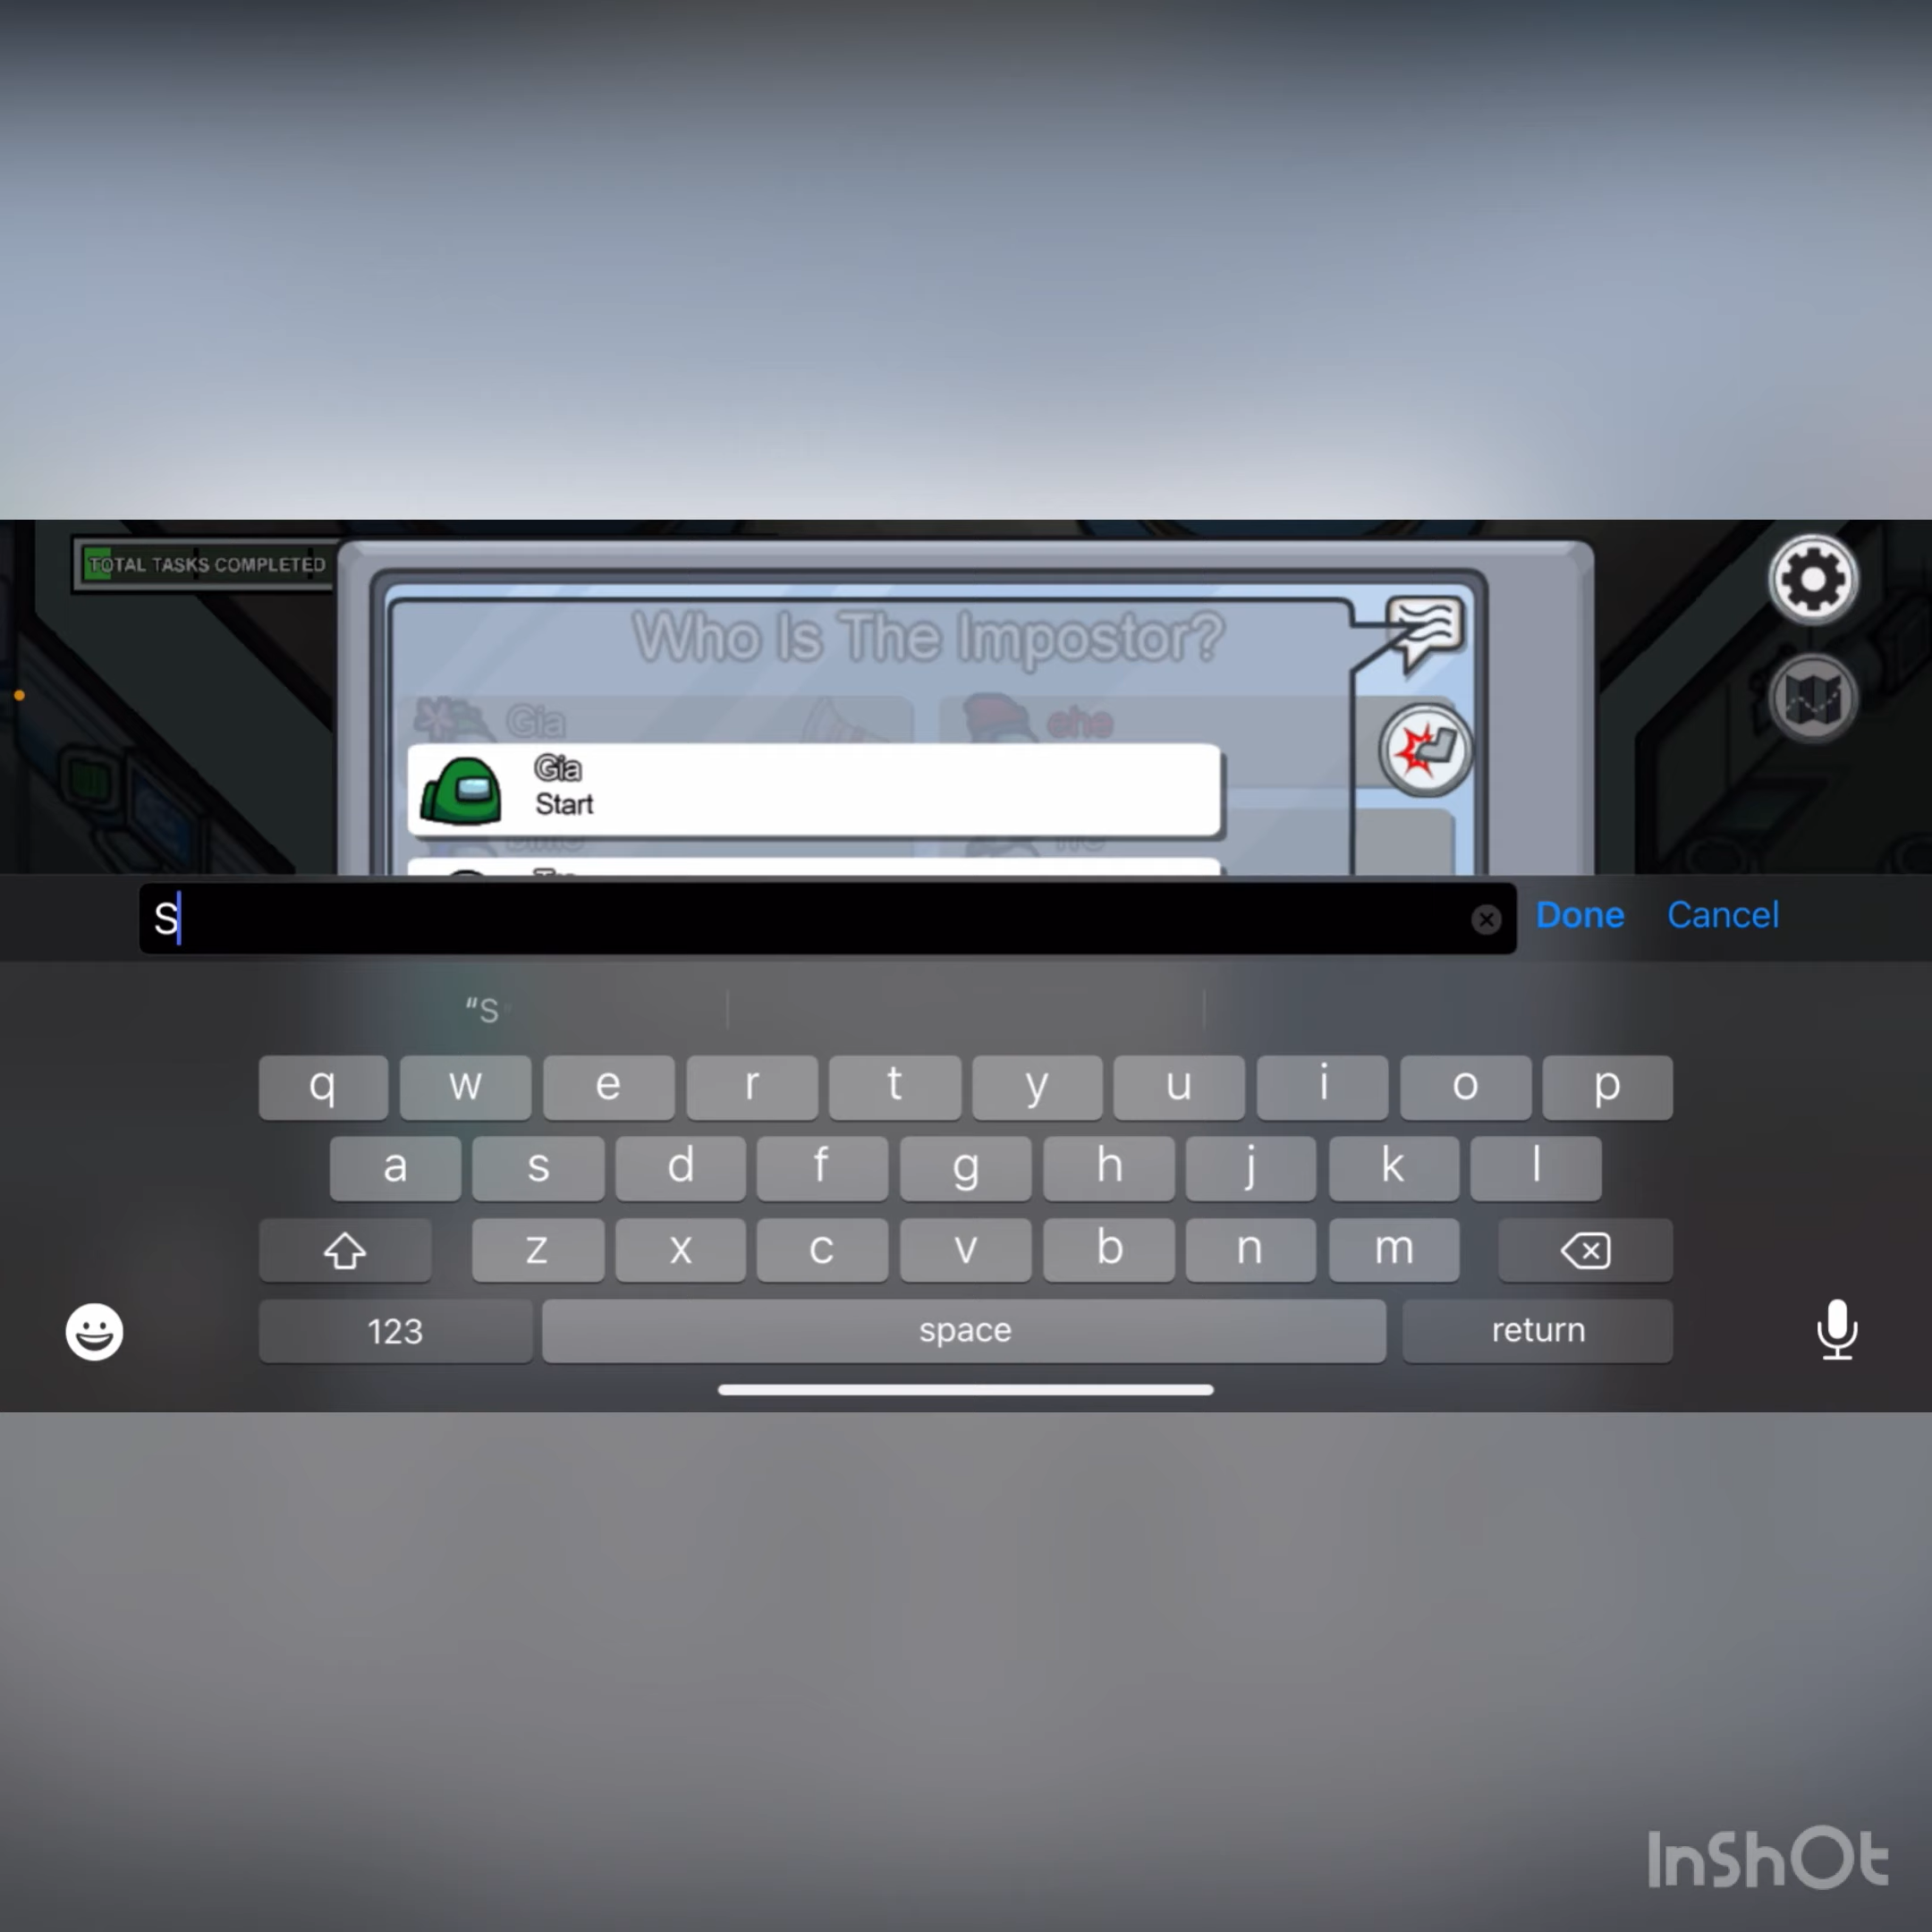 TOTAL TASKS COMPLETED
Who Is The Impostor?
Gia
ehe
Gia
Start
S
Done
Cancel
"S"
q w e r t y u i o p
a s d f g h j k l
z x c v b n m
123
space
return
InShOt